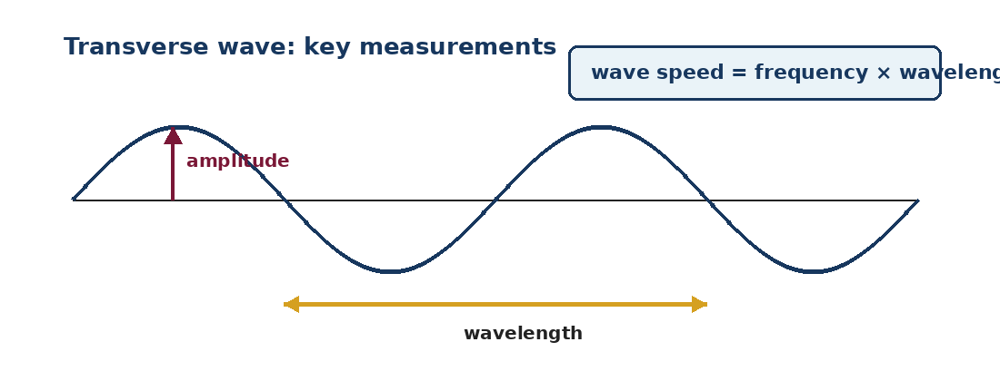 Transverse wave: key measurements
wave speed = frequency × waveleng
amplitude
wavelength